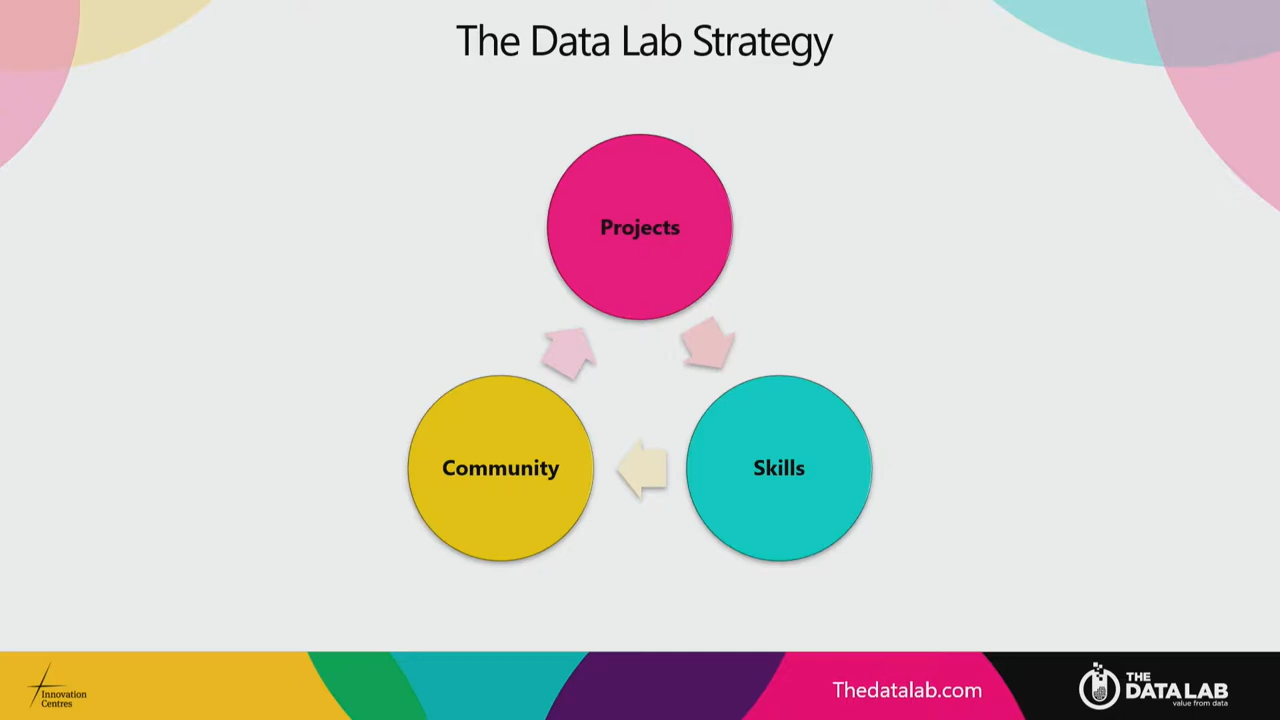 The Data Lab Strategy
Projects
Community
Skills
Innovation
Centres
Thedatalab.com
THE
DATA LAB
value from data